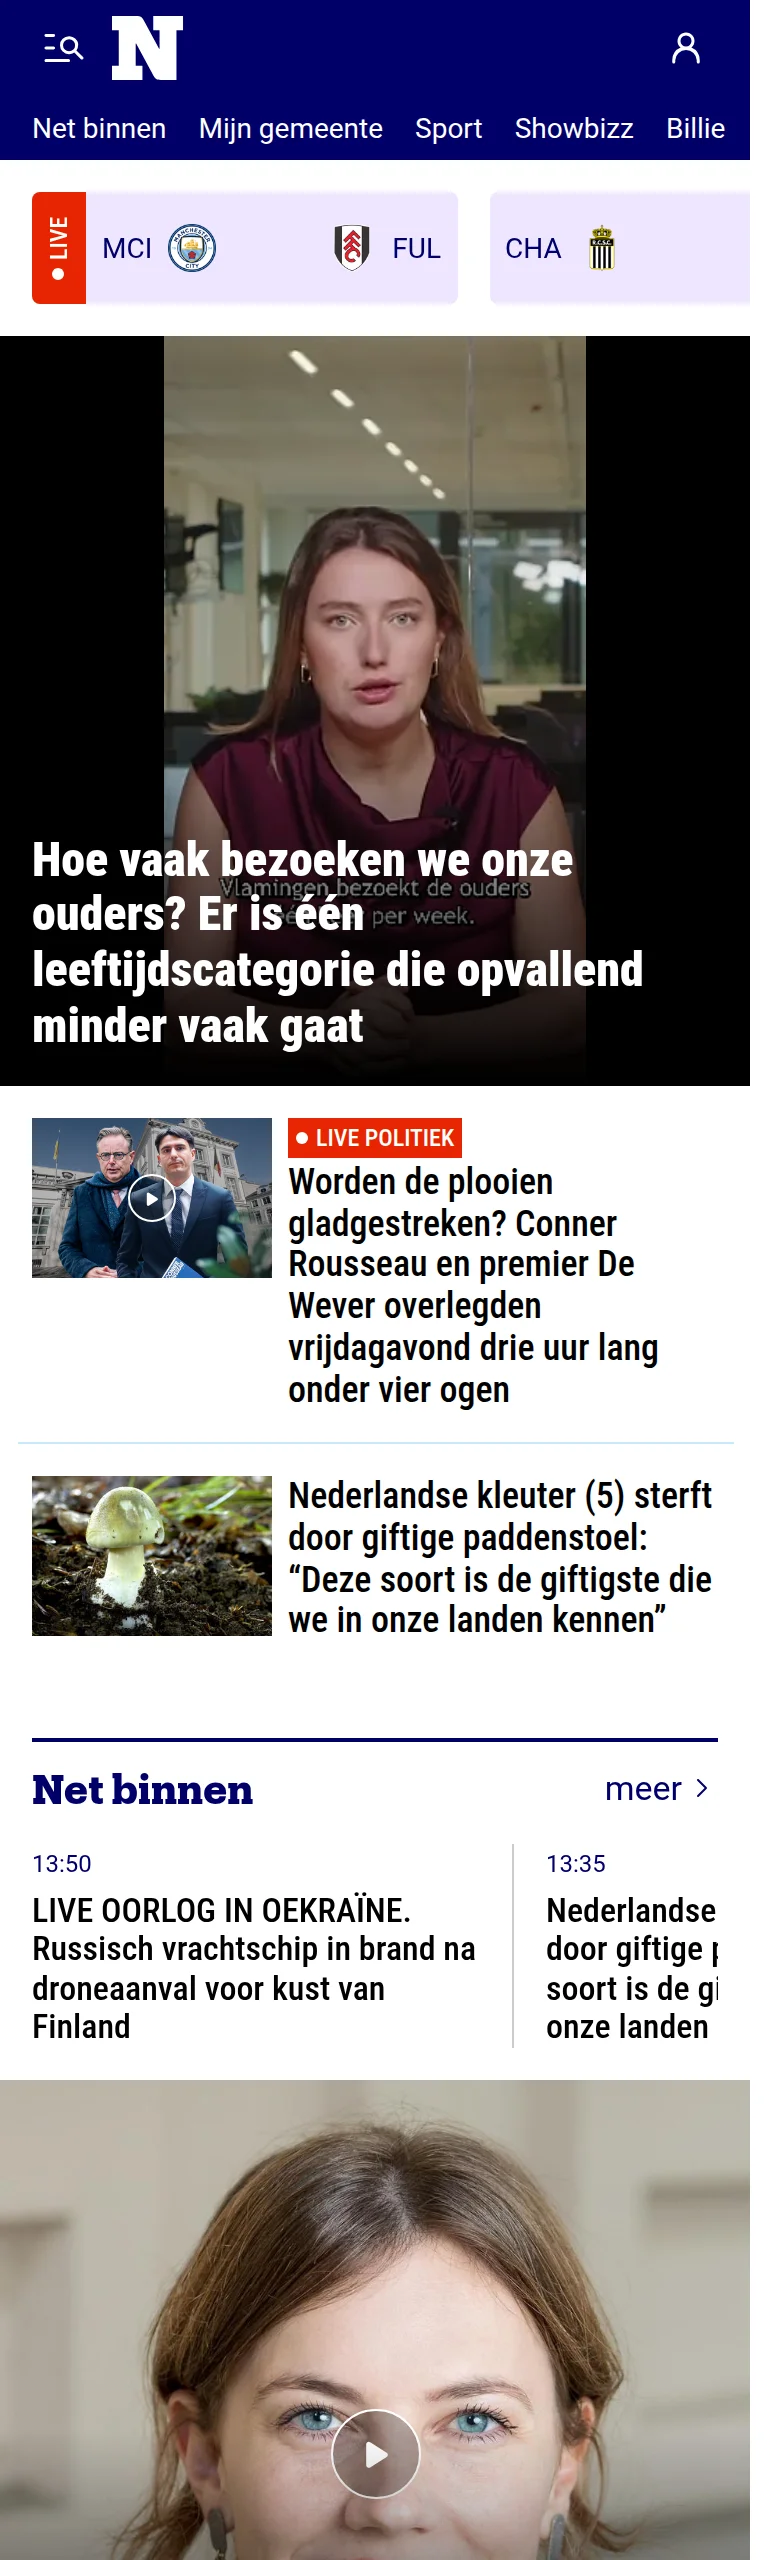 N
Net binnen Mijn gemeente Sport Showbizz Billie
LIVE
MCI
MANCHESTER
CITY
FUL
CHA
R.C.S.C.
Vlamingen bezoekt de ouders
per week.
Hoe vaak bezoeken we onze
ouders? Er is één
leeftijdscategorie die opvallend
minder vaak gaat
LIVE POLITIEK
Worden de plooien
gladgestreken? Conner
Rousseau en premier De
Wever overlegden
vrijdagavond drie uur lang
onder vier ogen
Nederlandse kleuter (5) sterft
door giftige paddenstoel:
“Deze soort is de giftigste die
we in onze landen kennen”
Net binnen
meer
13:50
LIVE OORLOG IN OEKRAÏNE.
Russisch vrachtschip in brand na
droneaanval voor kust van
Finland
13:35
Nederlandse
door giftige
soort is de gi
onze landen